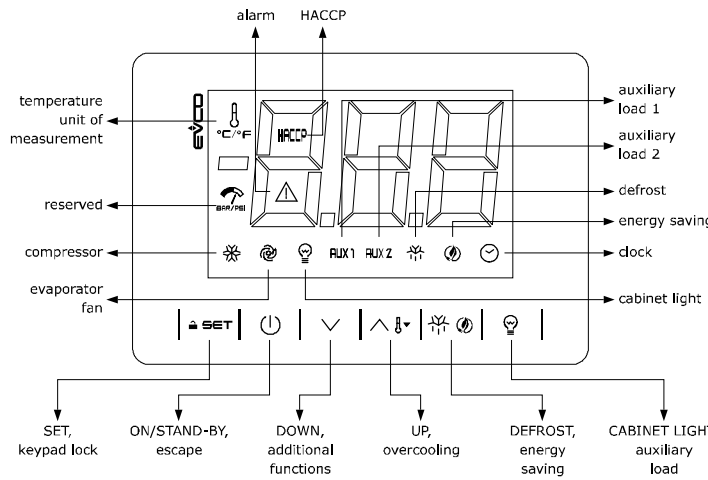 alarm
HACCP
temperature
unit of
measurement
EVCO
°C/°F
HACCP
auxiliary
load 1
auxiliary
load 2
reserved
BAR/PSI
defrost
energy saving
compressor
AUX 1
AUX 2
clock
evaporator
fan
cabinet light
SET
SET,
keypad lock
ON/STAND-BY,
escape
DOWN,
additional
functions
UP,
overcooling
DEFROST,
energy
saving
CABINET LIGHT
auxiliary
load